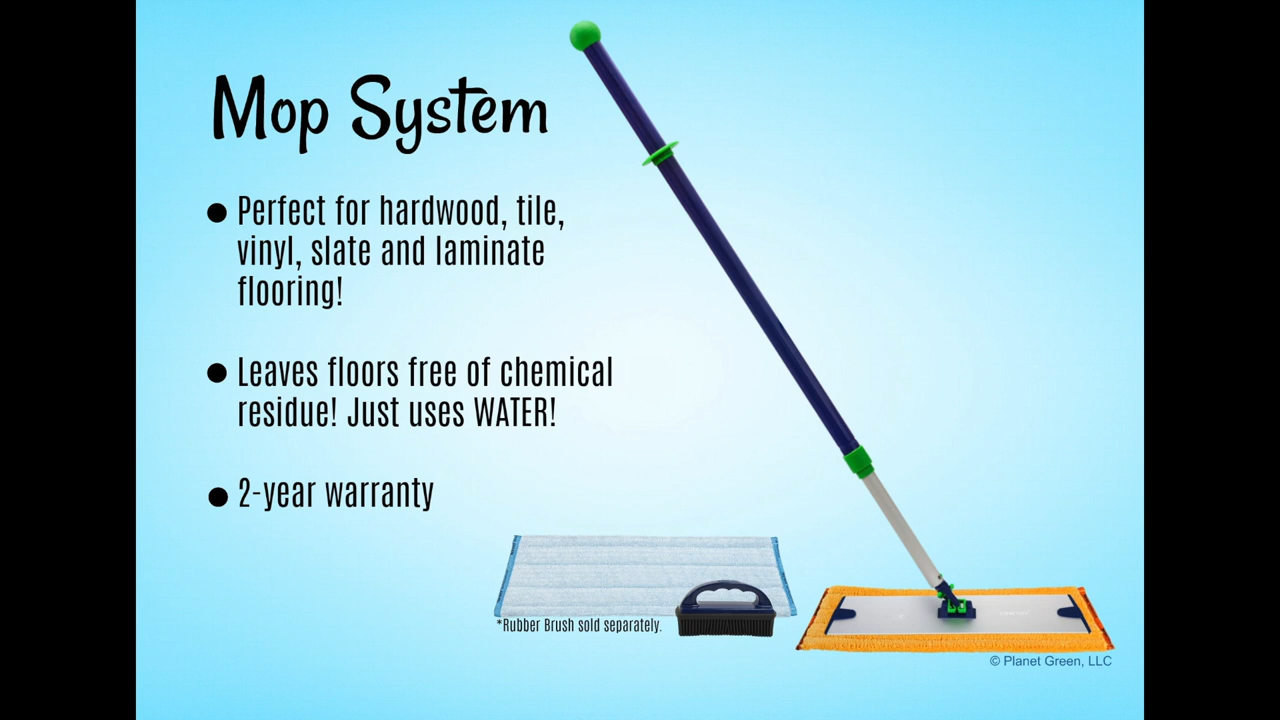 Mop System
● Perfect for hardwood, tile,
vinyl, slate and laminate
flooring!
● Leaves floors free of chemical
residue! Just uses WATER!
● 2-year warranty
*Rubber Brush sold separately.
© Planet Green, LLC